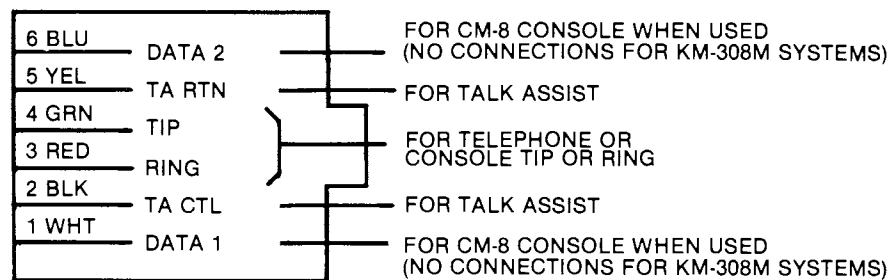 6 BLU DATA 2 FOR CM-8 CONSOLE WHEN USED
(NO CONNECTIONS FOR KM-308M SYSTEMS)
5 YEL TA RTN FOR TALK ASSIST
4 GRN TIP FOR TELEPHONE OR
CONSOLE TIP OR RING
3 RED RING
2 BLK TA CTL FOR TALK ASSIST
1 WHT DATA 1 FOR CM-8 CONSOLE WHEN USED
(NO CONNECTIONS FOR KM-308M SYSTEMS)